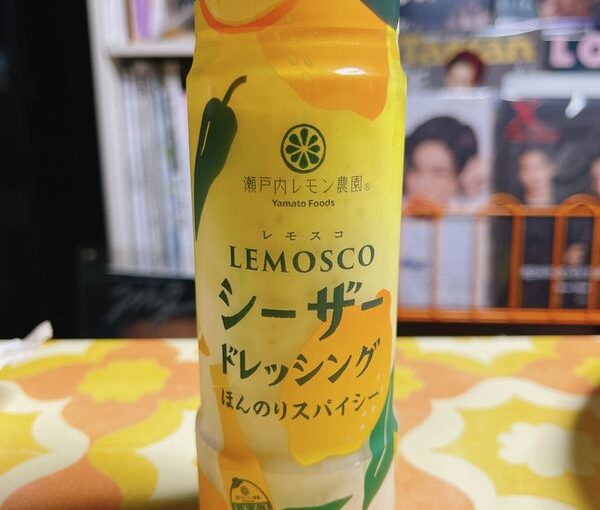 瀬戸内レモン農園®
Yamato Foods
レモスコ
LEMOSCO
シーザー
ドレッシング
ほんのりスパイシー